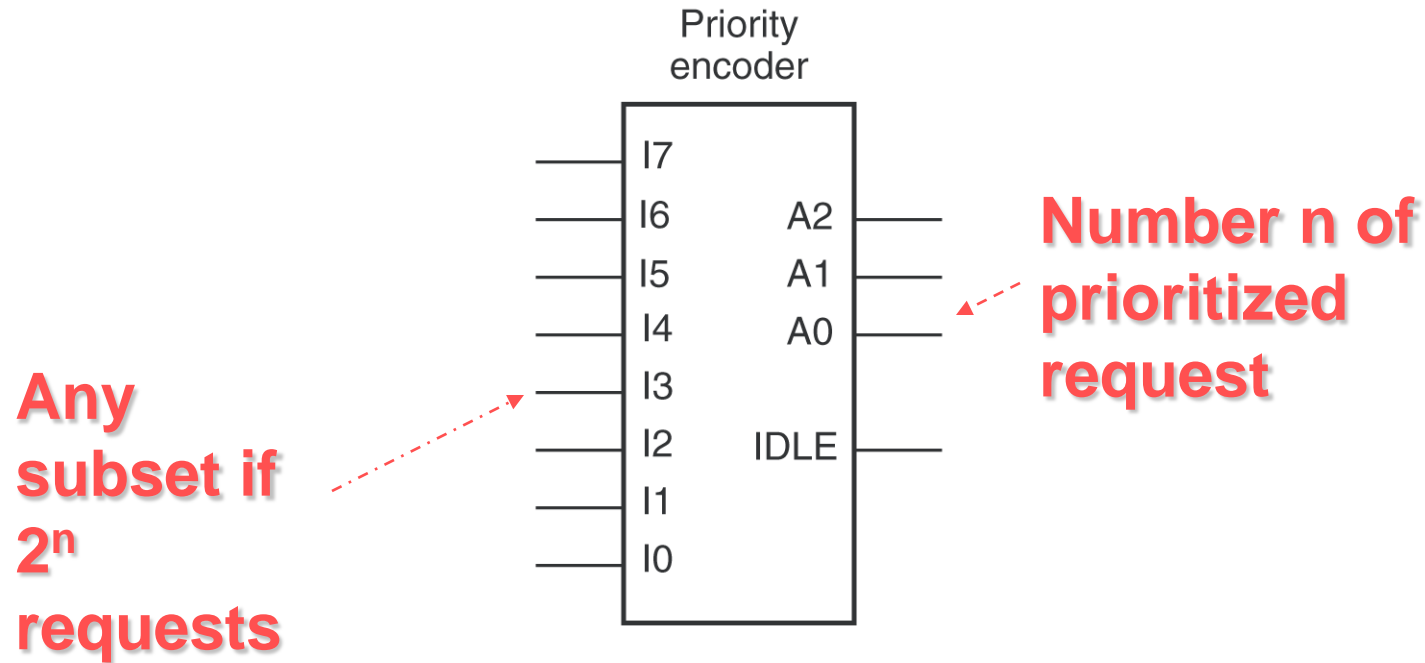 Priority
encoder
I7
I6
I5
I4
I3
I2
I1
I0
A2
A1
A0
IDLE
Any
subset if
2ⁿ
requests
Number n of
prioritized
request